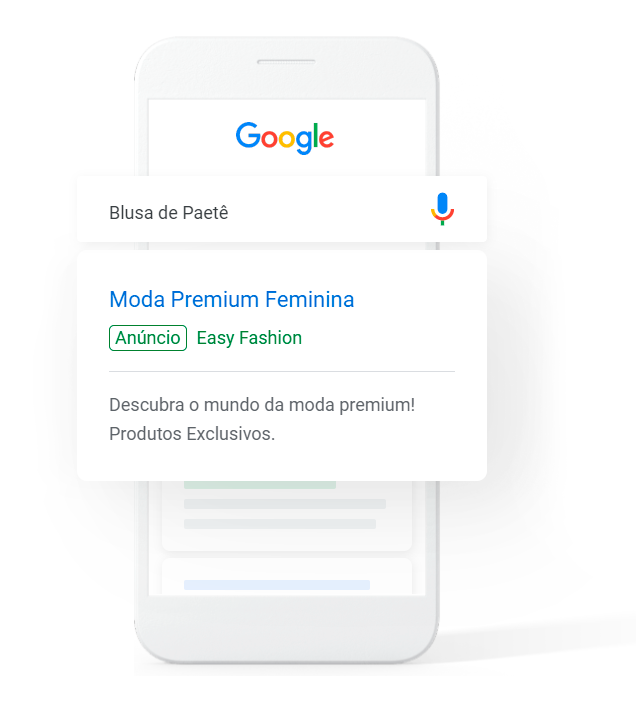 Google
Blusa de Paetê
Moda Premium Feminina
Anúncio Easy Fashion
Descubra o mundo da moda premium!
Produtos Exclusivos.